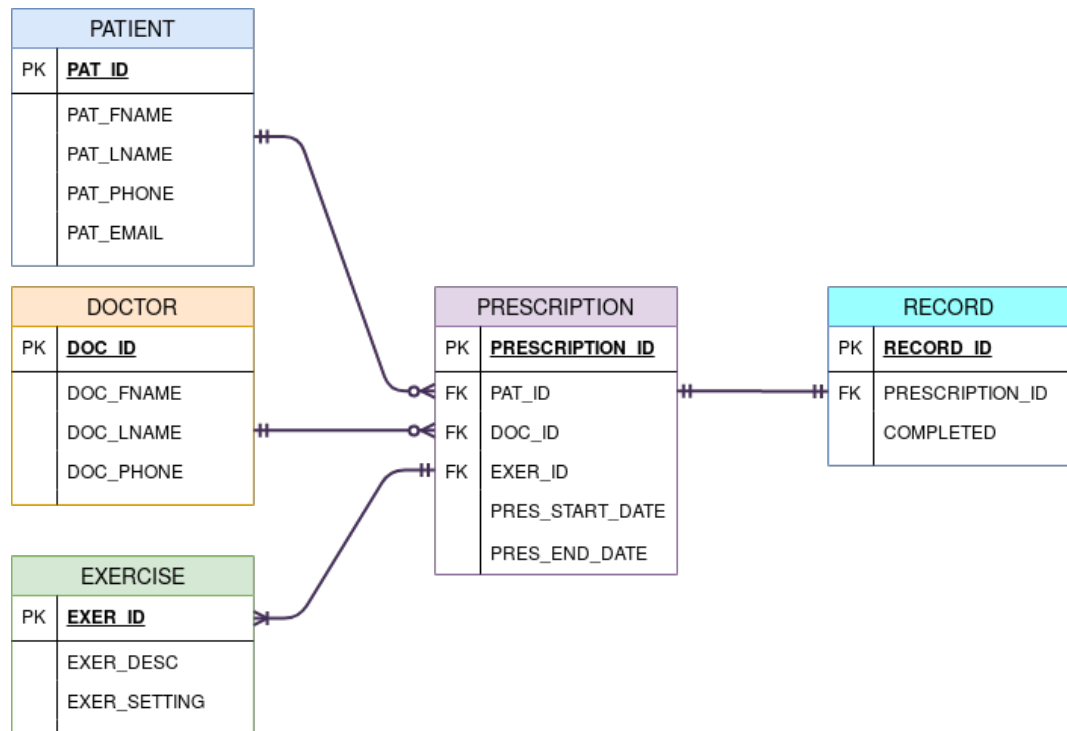 PATIENT
PK PAT_ID
PAT_FNAME
PAT_LNAME
PAT_PHONE
PAT_EMAIL
DOCTOR
PK DOC_ID
DOC_FNAME
DOC_LNAME
DOC_PHONE
EXERCISE
PK EXER_ID
EXER_DESC
EXER_SETTING
PRESCRIPTION
PK PRESCRIPTION_ID
FK PAT_ID
FK DOC_ID
FK EXER_ID
PRES_START_DATE
PRES_END_DATE
RECORD
PK RECORD_ID
FK PRESCRIPTION_ID
COMPLETED